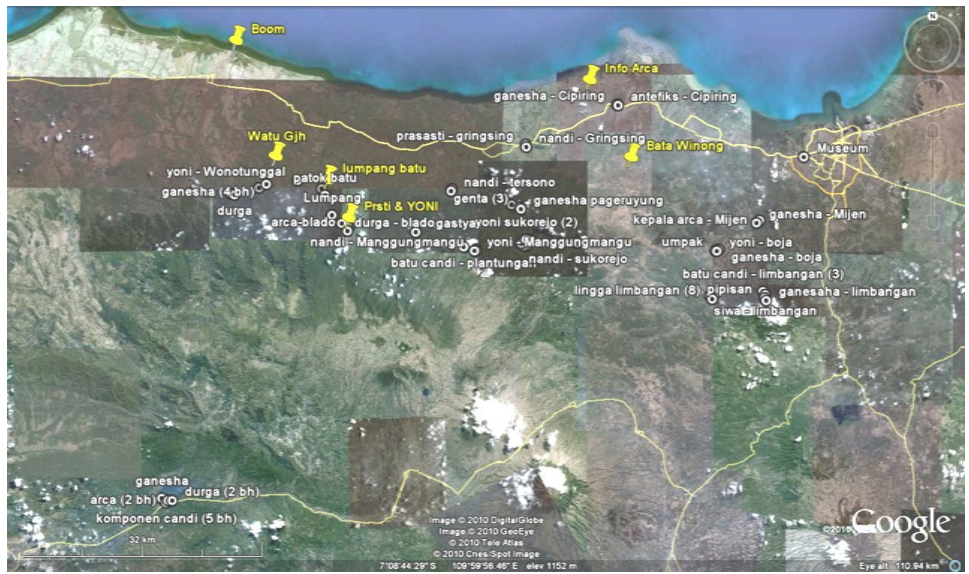 Boom
N
Info Arca
ganesha - Cipiring
antefiks - Cipiring
prasasti - gringsing
nandi - Gringsing
Watu Gjh
Bata Winong
Museum
lumpang batu
yoni - Wonotunggal
patok batu
ganesha (4 bh)
nandi - tersono
Lumpang
genta (3)
ganesha pageruyung
durga
Prsti & YONI
ganesha - Mijen
kepala arca - Mijen
arca-blado
durga - blado
agastya
yoni sukorejo (2)
nandi - Manggungmangu
yoni - Manggungmangu
umpak
yoni - boja
batu candi - plantungan
nandi - sukorejo
ganesha - boja
batu candi - limbangan (3)
lingga limbangan (8)
pipisan
ganesaha - limbangan
siwa - limbangan
ganesha
arca (2 bh)
durga (2 bh)
komponen candi (5 bh)
32 km
Image © 2010 DigitalGlobe
Image © 2010 GeoEye
© 2010 Tele Atlas
© 2010 Cnes/Spot Image
©2010 Google
7°08'44.29" S 109°59'56.46" E elev 1152 m
Eye alt 110.94 km